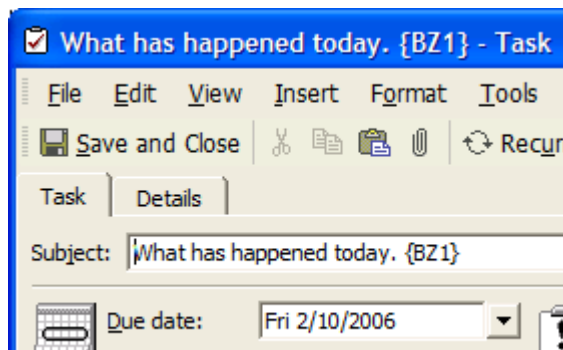 What has happened today. {BZ1} - Task
File Edit View Insert Format Tools
Save and Close Recur
Task Details
Subject: What has happened today. {BZ1}
Due date: Fri 2/10/2006